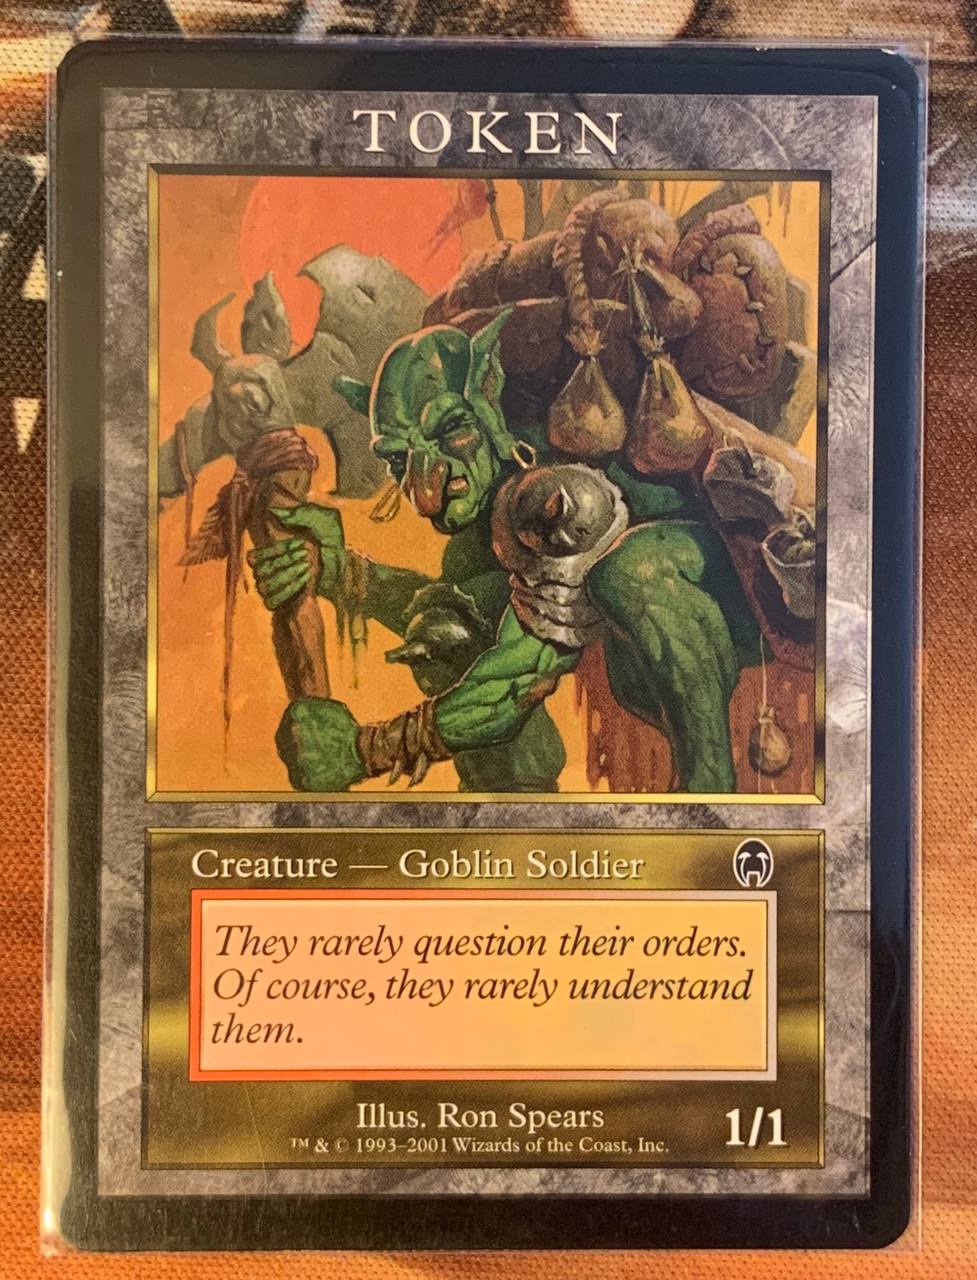 TOKEN
Creature — Goblin Soldier
They rarely question their orders.
Of course, they rarely understand
them.
Illus. Ron Spears
1/1
™ & © 1993–2001 Wizards of the Coast, Inc.